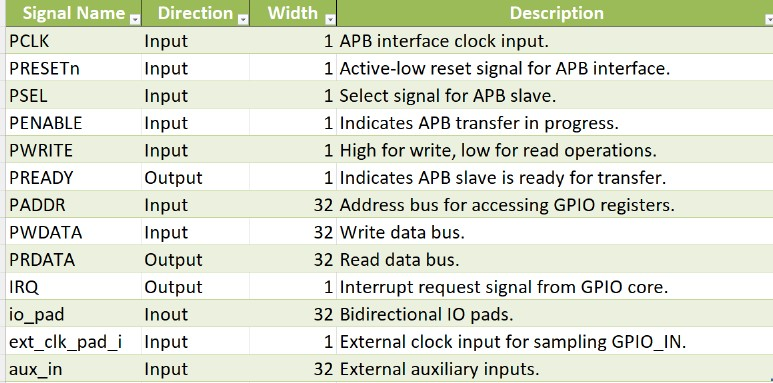 Signal Name Direction Width Description
PCLK Input 1 APB interface clock input.
PRESETn Input 1 Active-low reset signal for APB interface.
PSEL Input 1 Select signal for APB slave.
PENABLE Input 1 Indicates APB transfer in progress.
PWRITE Input 1 High for write, low for read operations.
PREADY Output 1 Indicates APB slave is ready for transfer.
PADDR Input 32 Address bus for accessing GPIO registers.
PWDATA Input 32 Write data bus.
PRDATA Output 32 Read data bus.
IRQ Output 1 Interrupt request signal from GPIO core.
io_pad Inout 32 Bidirectional IO pads.
ext_clk_pad_i Input 1 External clock input for sampling GPIO_IN.
aux_in Input 32 External auxiliary inputs.